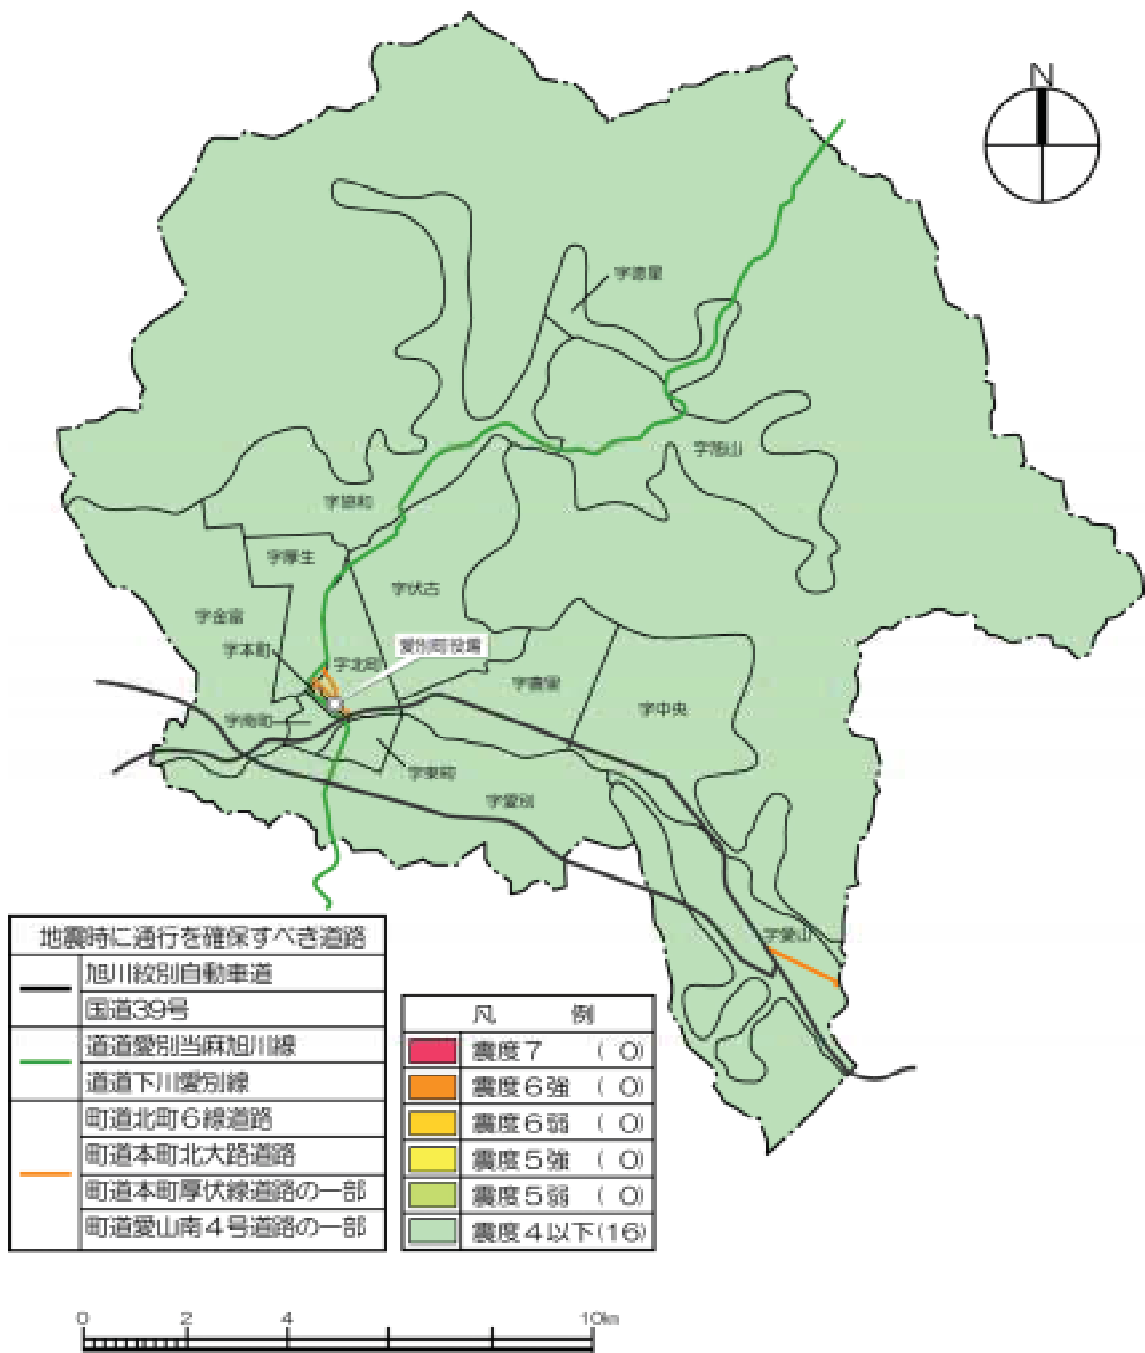 N
字徳星
字旭山
字協和
字厚生
字伏古
字金富
字本町
字北町
愛別町役場
字豊里
字中央
字南町
字東町
字愛別
字愛山
地震時に通行を確保すべき道路
旭川紋別自動車道
国道39号
道道愛別当麻旭川線
道道下川愛別線
町道北町6線道路
町道本町北大路道路
町道本町厚伏線道路の一部
町道愛山南4号道路の一部
凡 例
震度7 ( 0)
震度6強 ( 0)
震度6弱 ( 0)
震度5強 ( 0)
震度5弱 ( 0)
震度4以下(16)
0 2 4 10km